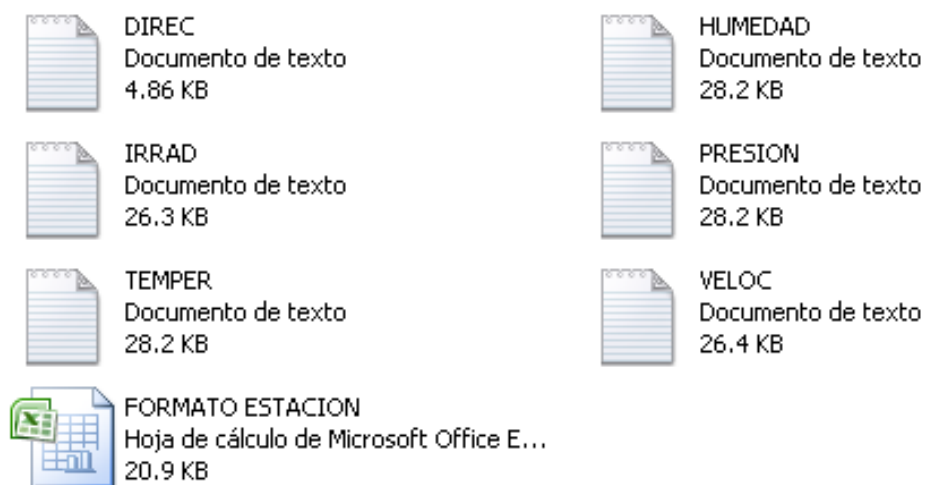 DIREC
Documento de texto
4.86 KB
HUMEDAD
Documento de texto
28.2 KB
IRRAD
Documento de texto
26.3 KB
PRESION
Documento de texto
28.2 KB
TEMPER
Documento de texto
28.2 KB
VELOC
Documento de texto
26.4 KB
FORMATO ESTACION
Hoja de cálculo de Microsoft Office E...
20.9 KB